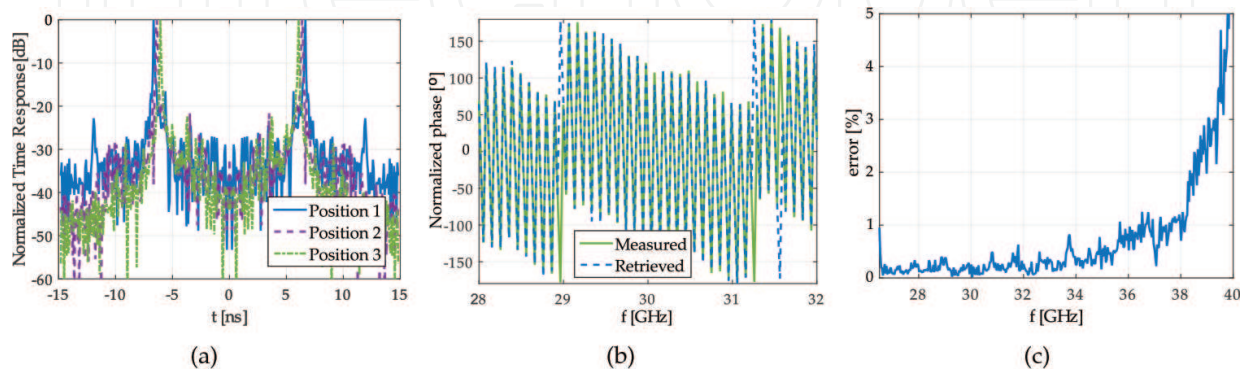 Normalized Time Response[dB]
0
-10
-20
-30
-40
-50
-60
-15
-10
-5
0
5
10
15
t [ns]
Position 1
Position 2
Position 3
(a)
Normalized phase [º]
150
100
50
0
-50
-100
-150
28
29
30
31
32
f [GHz]
Measured
Retrieved
(b)
error [%]
5
4
3
2
1
0
28
30
32
34
36
38
40
f [GHz]
(c)